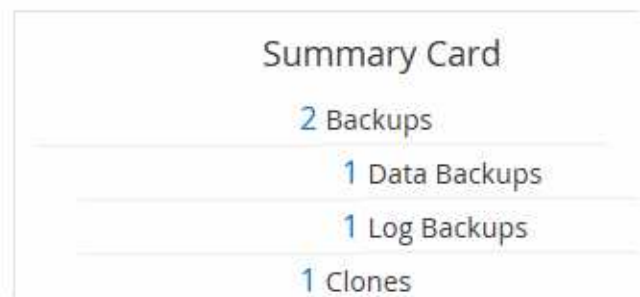 Summary Card
2 Backups
1 Data Backups
1 Log Backups
1 Clones